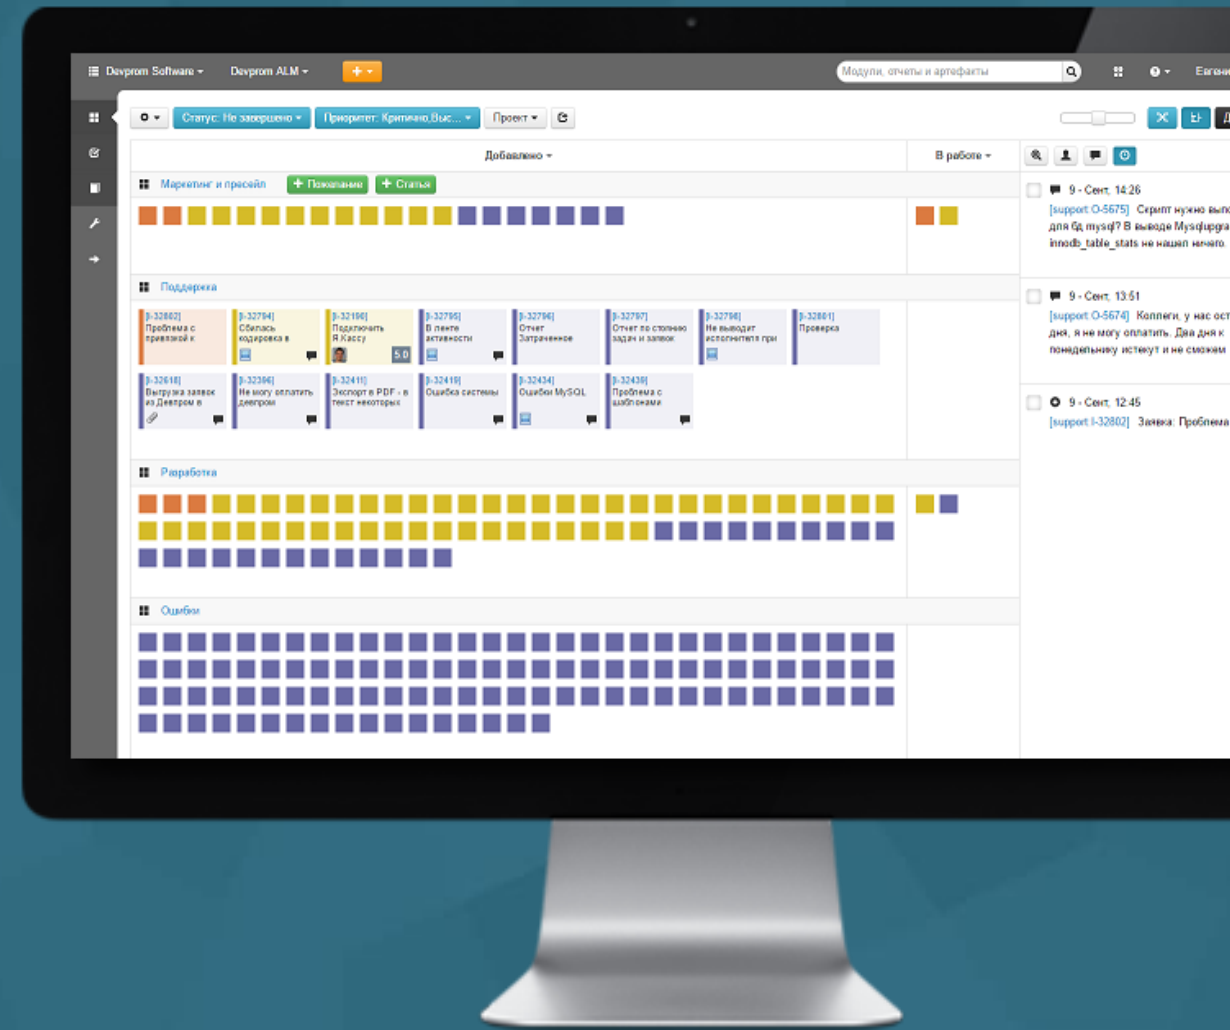 Devprom Software
Devprom ALM
Модули, отчеты и артефакты
Евгени
Статус: Не завершено
Приоритет: Критично,Выс...
Проект
Добавлено
В работе
Маркетинг и пресейл
+ Пожелание
+ Статья
Поддержка
[I-32802]
Проблема с
привязкой к
[I-32794]
Сбилась
кодировка в
[I-32190]
Подключить
Я.Кассу
5.0
[I-32795]
В ленте
активности
[I-32796]
Отчет
Затраченное
[I-32797]
Отчет по столнию
задач и заявок
[I-32798]
Не выводит
исполнителя при
[I-32801]
Проверка
[I-32618]
Выгрузка заявок
из Девпром в
[I-32396]
Не могу оплатить
девпром
[I-32411]
Экспорт в PDF - в
текст некоторых
[I-32419]
Ошибка системы
[I-32434]
Ошибки MySQL
[I-32439]
Проблема с
шаблонами
Разработка
Ошибки
9 - Сент, 14:26
[support O-5675] Скрипт нужно выпо
для бд mysql? В выводе Mysqlupgra
innodb_table_stats не нашел ничего.
9 - Сент, 13:51
[support O-5674] Коллеги, у нас ост
дня, я не могу оплатить. Два дня к
понедельнику истекут и не сможем
9 - Сент, 12:45
[support I-32802] Заявка: Проблема